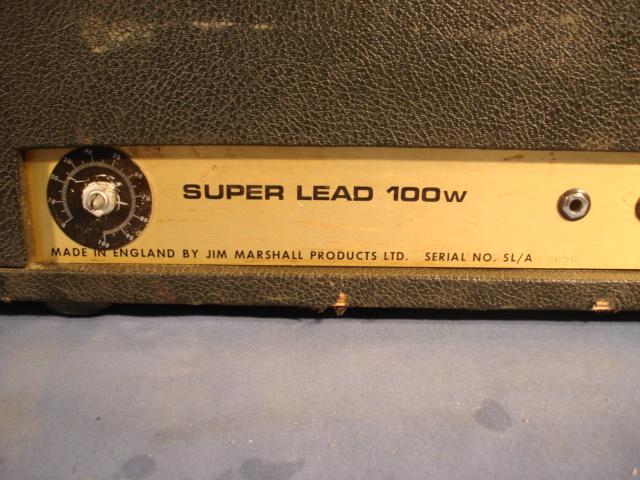 SUPER LEAD 100w
MADE IN ENGLAND BY JIM MARSHALL PRODUCTS LTD. SERIAL NO. SL/A